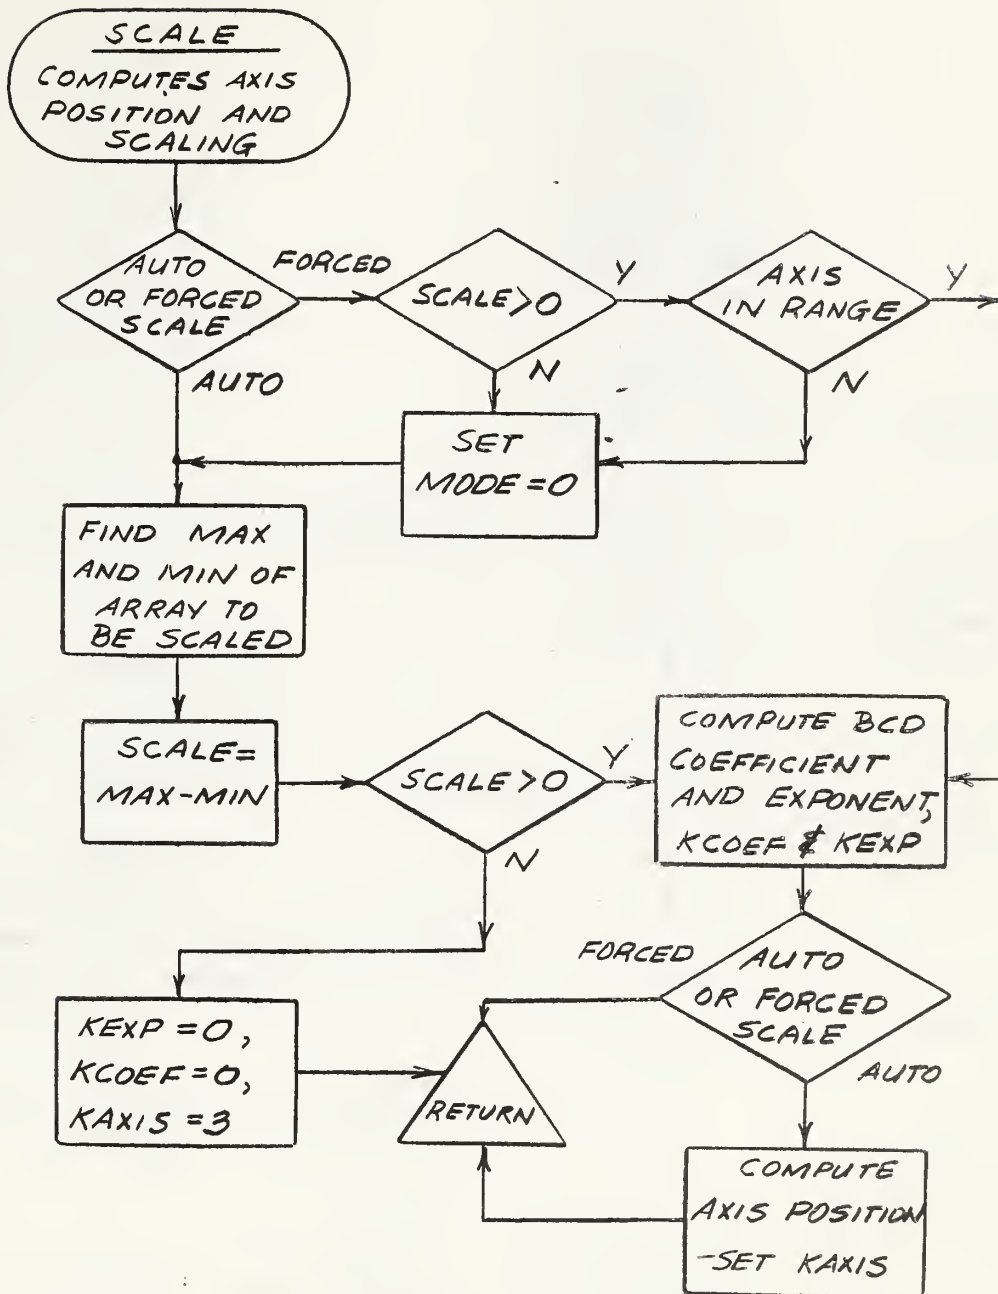 SCALE
COMPUTES AXIS
POSITION AND
SCALING
AUTO
OR FORCED
SCALE
FORCED
AUTO
SCALE>0
Y
N
AXIS
IN RANGE
Y
N
SET
MODE=0
FIND MAX
AND MIN OF
ARRAY TO
BE SCALED
SCALE=
MAX-MIN
SCALE>0
Y
N
COMPUTE BCD
COEFFICIENT
AND EXPONENT,
KCOEF & KEXP
AUTO
OR FORCED
SCALE
FORCED
AUTO
KEXP=0,
KCOEF=0,
KAXIS=3
RETURN
COMPUTE
AXIS POSITION
-SET KAXIS